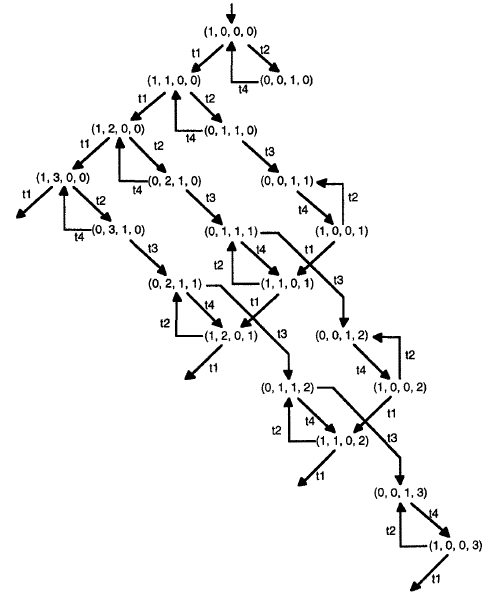 (1, 0, 0, 0)
t1 t2
t4
(1, 1, 0, 0) (0, 0, 1, 0)
t1 t2
t4
(1, 2, 0, 0) (0, 1, 1, 0)
t1 t2 t3
t4
(1, 3, 0, 0) (0, 2, 1, 0) (0, 0, 1, 1)
t1 t2 t3 t4 t2
t4
(0, 3, 1, 0) (0, 1, 1, 1) (1, 0, 0, 1)
t3 t4 t1
t2 t3
(0, 2, 1, 1) (1, 1, 0, 1)
t4 t1
t2 t3
(1, 2, 0, 1) (0, 0, 1, 2)
t2
t1 t4
(0, 1, 1, 2) (1, 0, 0, 2)
t4 t1
t2 t3
(1, 1, 0, 2)
t1
(0, 0, 1, 3)
t4
t2
(1, 0, 0, 3)
t1